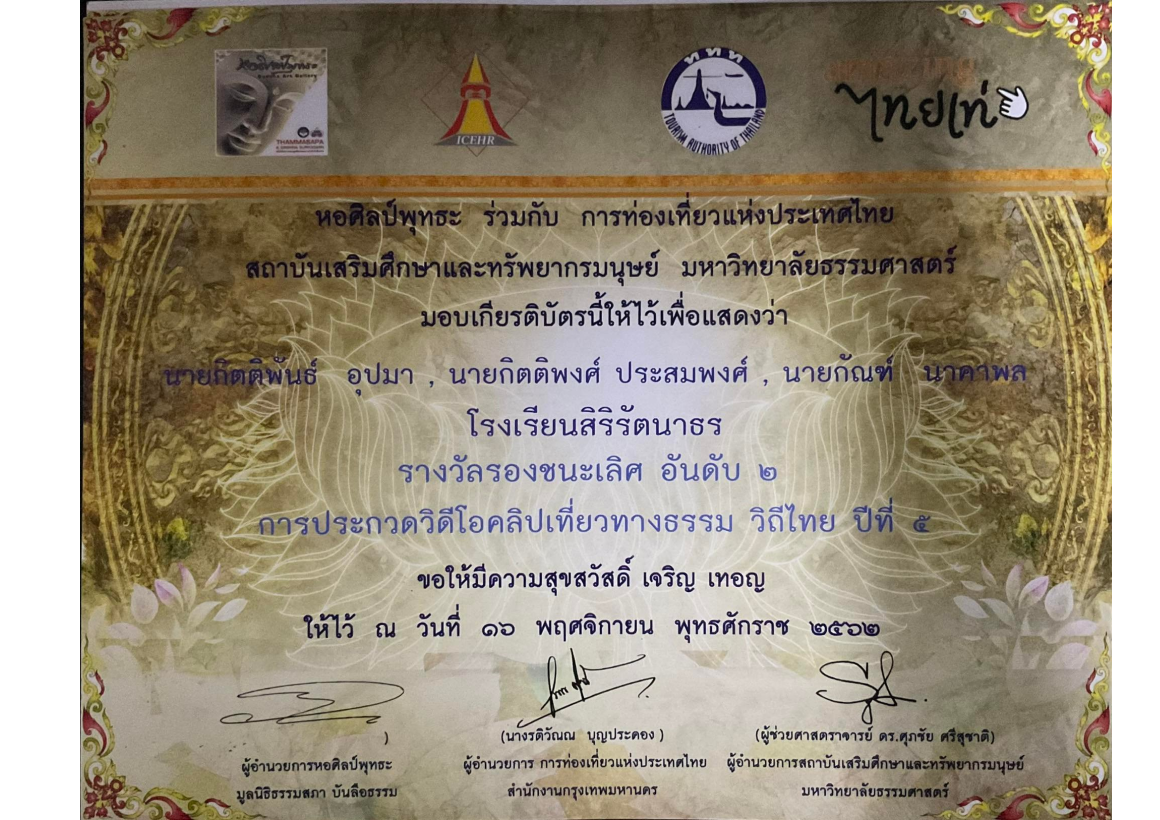 หอศิลป์พุทธะ
Buddha Art Gallery
THAMMASAPA
ICEHR
ททท
TOURISM AUTHORITY OF THAILAND
ไทยเท่
หอศิลป์พุทธะ ร่วมกับ การท่องเที่ยวแห่งประเทศไทย
สถาบันเสริมศึกษาและทรัพยากรมนุษย์ มหาวิทยาลัยธรรมศาสตร์
มอบเกียรติบัตรนี้ให้ไว้เพื่อแสดงว่า
นายกิตติพันธ์ อุปมา , นายกิตติพงศ์ ประสมพงศ์ , นายกัณฑ์ นาคาพล
โรงเรียนสิริรัตนาธร
รางวัลรองชนะเลิศ อันดับ ๒
การประกวดวิดีโอคลิปเที่ยวทางธรรม วิถีไทย ปีที่ ๕
ขอให้มีความสุขสวัสดิ์ เจริญ เทอญ
ให้ไว้ ณ วันที่ ๑๖ พฤศจิกายน พุทธศักราช ๒๕๖๒
) (นางรติวัณณ บุญประคอง ) (ผู้ช่วยศาสตราจารย์ ดร.ศุภชัย ศรีสุชาติ)
ผู้อำนวยการหอศิลป์พุทธะ ผู้อำนวยการ การท่องเที่ยวแห่งประเทศไทย ผู้อำนวยการสถาบันเสริมศึกษาและทรัพยากรมนุษย์
มูลนิธิธรรมสภา บันลือธรรม สำนักงานกรุงเทพมหานคร มหาวิทยาลัยธรรมศาสตร์